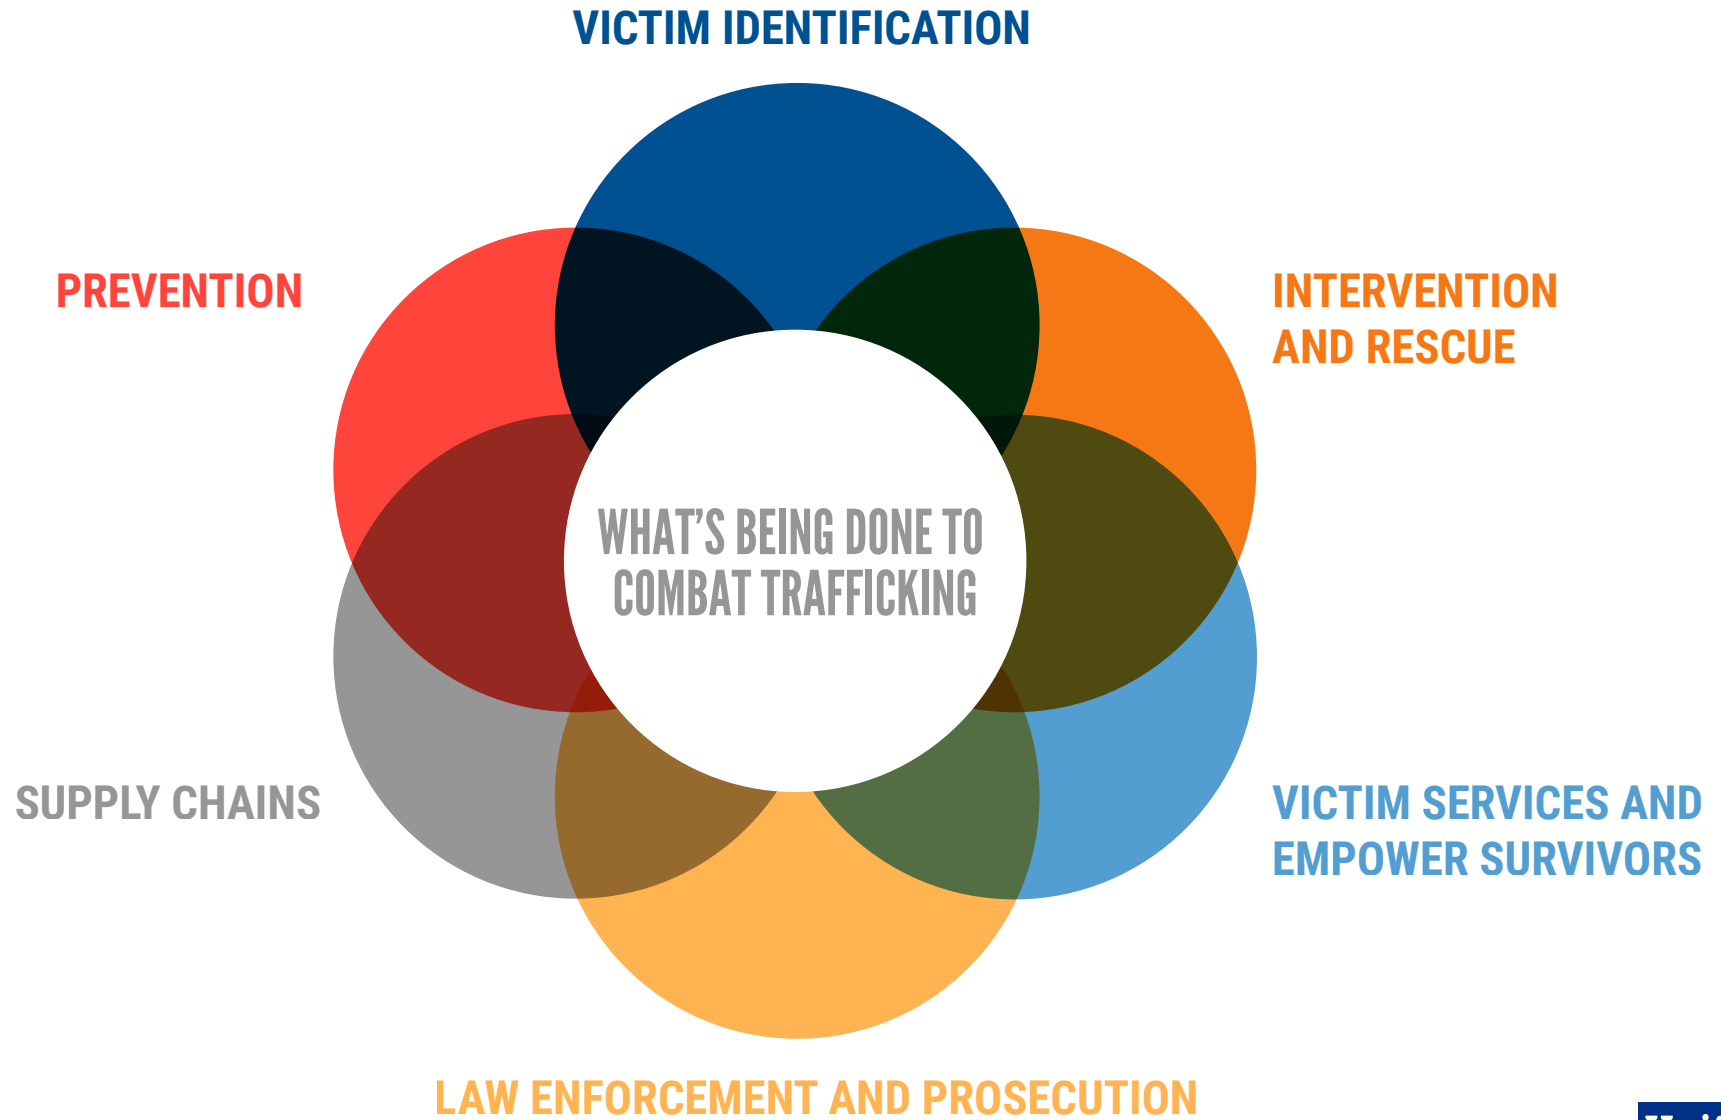 VICTIM IDENTIFICATION
PREVENTION
INTERVENTION
AND RESCUE
WHAT'S BEING DONE TO
COMBAT TRAFFICKING
SUPPLY CHAINS
VICTIM SERVICES AND
EMPOWER SURVIVORS
LAW ENFORCEMENT AND PROSECUTION